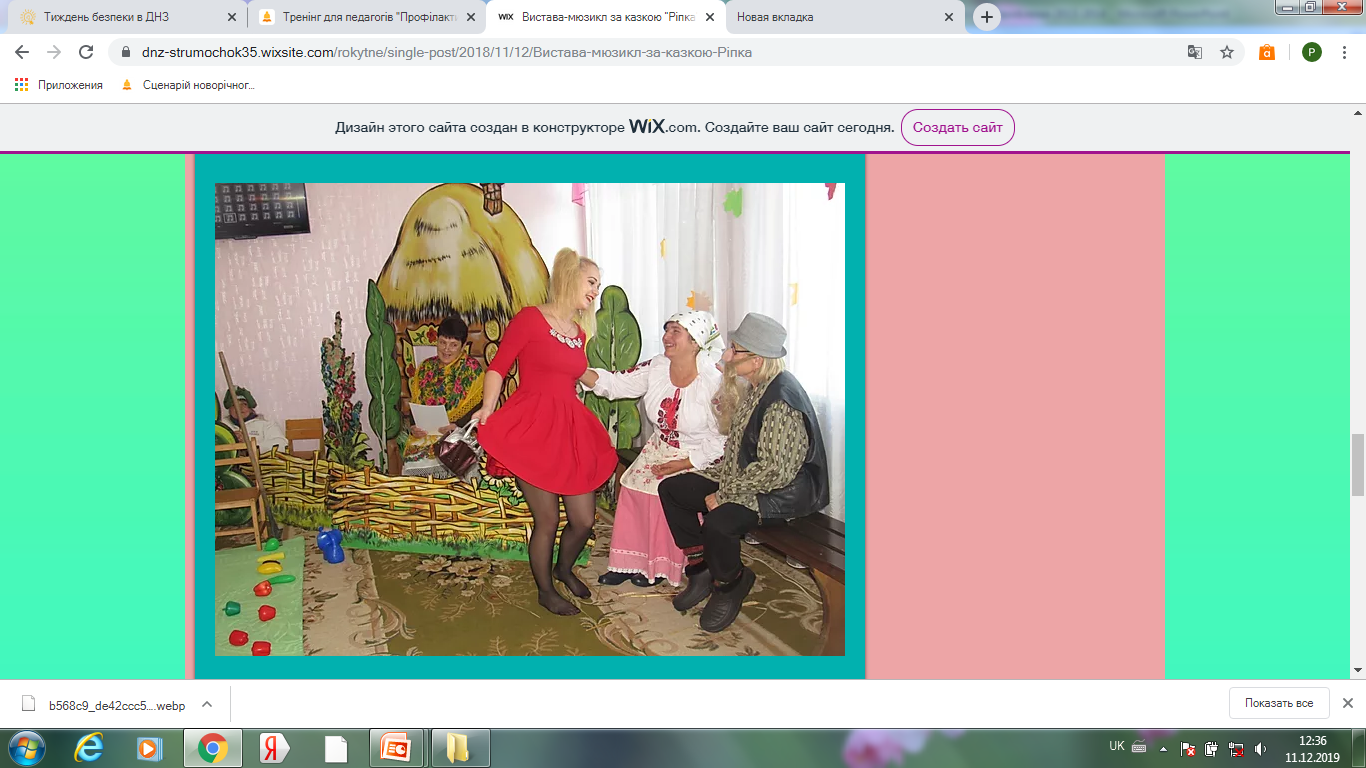 Тиждень безпеки в ДНЗ
Тренінг для педагогів "Профілакти
WIX Вистава-мюзикл за казкою "Ріпка
Новая вкладка
dnz-strumochok35.wixsite.com/rokytne/single-post/2018/11/12/Вистава-мюзикл-за-казкою-Ріпка
P
Приложения
Сценарій новорічног...
Дизайн этого сайта создан в конструкторе WiX.com. Создайте ваш сайт сегодня.
Создать сайт
b568c9_de42ccc5....webp
Показать все
UK
12:36
11.12.2019